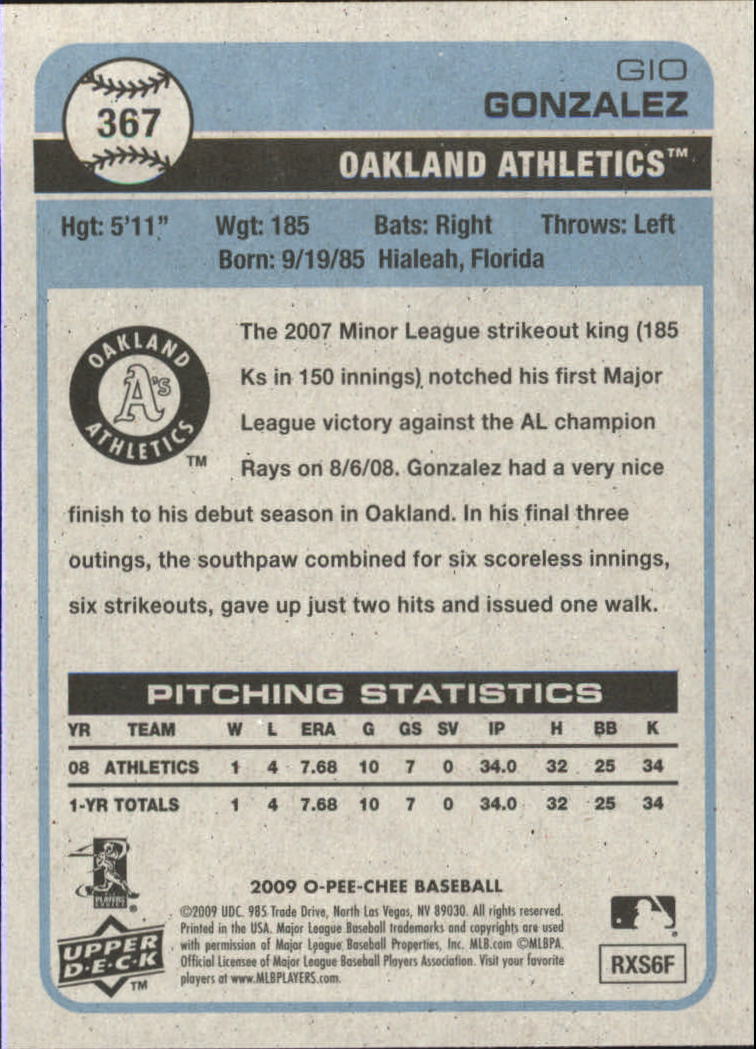 367
GIO
GONZALEZ
OAKLAND ATHLETICS™
Hgt: 5'11" Wgt: 185 Bats: Right Throws: Left
Born: 9/19/85 Hialeah, Florida
OAKLAND
A's
ATHLETICS
TM
The 2007 Minor League strikeout king (185
Ks in 150 innings) notched his first Major
League victory against the AL champion
Rays on 8/6/08. Gonzalez had a very nice
finish to his debut season in Oakland. In his final three
outings, the southpaw combined for six scoreless innings,
six strikeouts, gave up just two hits and issued one walk.
PITCHING STATISTICS
YR TEAM W L ERA G GS SV IP H BB K
08 ATHLETICS 1 4 7.68 10 7 0 34.0 32 25 34
1-YR TOTALS 1 4 7.68 10 7 0 34.0 32 25 34
PLAYERS
CHOICE
®
2009 O-PEE-CHEE BASEBALL
©2009 UDC. 985 Trade Drive, North Las Vegas, NV 89030. All rights reserved.
Printed in the USA. Major League Baseball trademarks and copyrights are used
with permission of Major League Baseball Properties, Inc. MLB.com ©MLBPA.
Official Licensee of Major League Baseball Players Association. Visit your favorite
players at www.MLBPLAYERS.com.
UPPER
D·E·C·K
TM
RXS6F